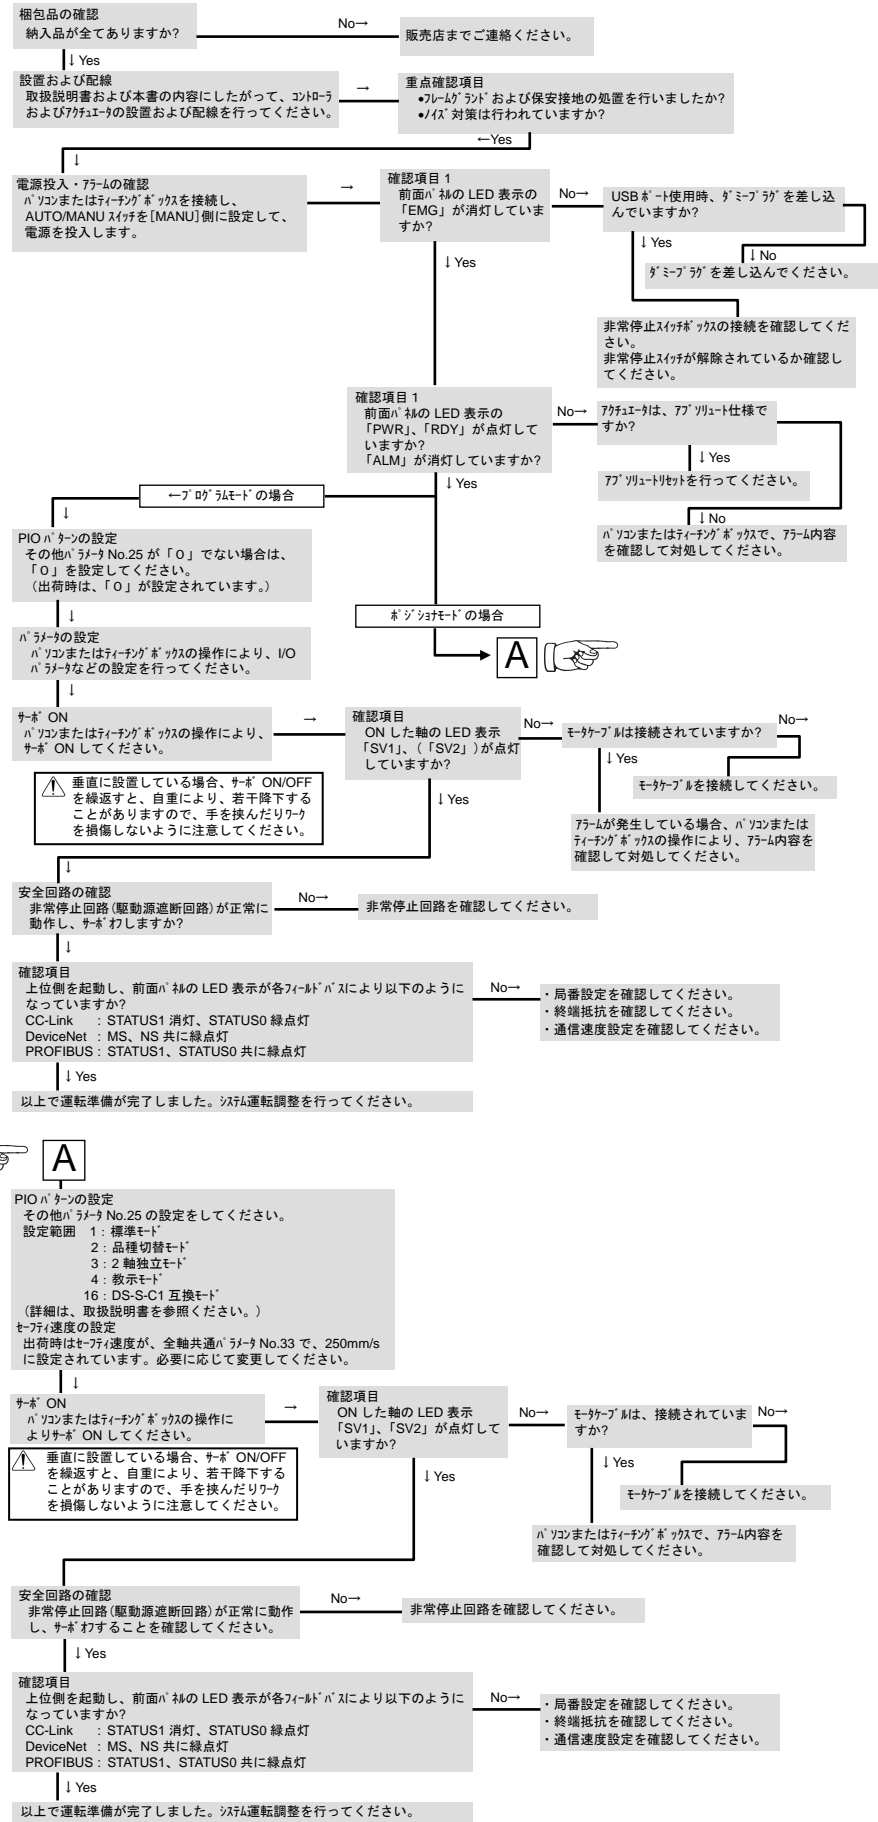 梱包品の確認
納入品が全てありますか?
No→
販売店までご連絡ください。
↓Yes
設置および配線
取扱説明書および本書の内容にしたがって、ｺﾝﾄﾛｰﾗ
およびｱｸﾁｭｴｰﾀの設置および配線を行ってください。
→
重点確認項目
●ﾌﾚｰﾑｸﾞﾗﾝﾄﾞおよび保安接地の処置を行いましたか?
●ﾉｲｽﾞ対策は行われていますか?
←Yes
↓
電源投入・ｱﾗｰﾑの確認
ﾊﾟｿｺﾝまたはﾃｨｰﾁﾝｸﾞﾎﾞｯｸｽを接続し、
AUTO/MANU ｽｲｯﾁを[MANU]側に設定して、
電源を投入します。
→
確認項目 1
前面ﾊﾟﾈﾙの LED 表示の
「EMG」が消灯していま
すか?
No→
USB ﾎﾟｰﾄ使用時、ﾀﾞﾐｰﾌﾟﾗｸﾞを差し込
んでいますか?
↓Yes
↓No
ﾀﾞﾐｰﾌﾟﾗｸﾞを差し込んでください。
↓Yes
非常停止ｽｲｯﾁﾎﾞｯｸｽの接続を確認してくだ
さい。
非常停止ｽｲｯﾁが解除されているか確認し
てください。
確認項目 1
前面ﾊﾟﾈﾙの LED 表示の
「PWR」、「RDY」が点灯して
いますか?
「ALM」が消灯していますか?
No→
ｱｸﾁｭｴｰﾀは、ｱﾌﾞｿﾘｭｰﾄ仕様で
すか?
↓Yes
ｱﾌﾞｿﾘｭｰﾄﾘｾｯﾄを行ってください。
↓No
ﾊﾟｿｺﾝまたはﾃｨｰﾁﾝｸﾞﾎﾞｯｸｽで、ｱﾗｰﾑ内容
を確認して対処してください。
↓Yes
←ﾌﾟﾛｸﾞﾗﾑﾓｰﾄﾞの場合
↓
PIO ﾊﾟﾀｰﾝの設定
その他ﾊﾟﾗﾒｰﾀ No.25 が「０」でない場合は、
「０」を設定してください。
（出荷時は、「０」が設定されています。）
ﾎﾟｼﾞｼｮﾅﾓｰﾄﾞの場合
A
↓
ﾊﾟﾗﾒｰﾀの設定
ﾊﾟｿｺﾝまたはﾃｨｰﾁﾝｸﾞﾎﾞｯｸｽの操作により、I/O
ﾊﾟﾗﾒｰﾀなどの設定を行ってください。
↓
ｻｰﾎﾞ ON
ﾊﾟｿｺﾝまたはﾃｨｰﾁﾝｸﾞﾎﾞｯｸｽの操作により、
ｻｰﾎﾞ ON してください。
→
確認項目
ON した軸の LED 表示
「SV1」、(「SV2」)が点灯
していますか?
No→
ﾓｰﾀｹｰﾌﾞﾙは接続されていますか?
No→
↓Yes
ﾓｰﾀｹｰﾌﾞﾙを接続してください。
垂直に設置している場合、ｻｰﾎﾞ ON/OFF
を繰返すと、自重により、若干降下する
ことがありますので、手を挟んだりﾜｰｸ
を損傷しないように注意してください。
↓Yes
ｱﾗｰﾑが発生している場合、ﾊﾟｿｺﾝまたは
ﾃｨｰﾁﾝｸﾞﾎﾞｯｸｽの操作により、ｱﾗｰﾑ内容を
確認して対処してください。
↓
安全回路の確認
非常停止回路(駆動源遮断回路)が正常に
動作し、ｻｰﾎﾞｵﾌしますか?
No→
非常停止回路を確認してください。
↓
確認項目
上位側を起動し、前面ﾊﾟﾈﾙの LED 表示が各ﾌｨｰﾙﾄﾞﾊﾞｽにより以下のように
なっていますか?
CC-Link : STATUS1 消灯、STATUS0 緑点灯
DeviceNet : MS、NS 共に緑点灯
PROFIBUS : STATUS1、STATUS0 共に緑点灯
No→
・局番設定を確認してください。
・終端抵抗を確認してください。
・通信速度設定を確認してください。
↓Yes
以上で運転準備が完了しました。ｼｽﾃﾑ運転調整を行ってください。
A
PIO ﾊﾟﾀｰﾝの設定
その他ﾊﾟﾗﾒｰﾀ No.25 の設定をしてください。
設定範囲 1：標準ﾓｰﾄﾞ
2：品種切替ﾓｰﾄﾞ
3：2 軸独立ﾓｰﾄﾞ
4：教示ﾓｰﾄﾞ
16：DS-S-C1 互換ﾓｰﾄﾞ
（詳細は、取扱説明書を参照ください。）
ｾｰﾌﾃｨ速度の設定
出荷時はｾｰﾌﾃｨ速度が、全軸共通ﾊﾟﾗﾒｰﾀ No.33 で、250mm/s
に設定されています。必要に応じて変更してください。
↓
ｻｰﾎﾞ ON
ﾊﾟｿｺﾝまたはﾃｨｰﾁﾝｸﾞﾎﾞｯｸｽの操作に
よりｻｰﾎﾞ ON してください。
→
確認項目
ON した軸の LED 表示
「SV1」、「SV2」が点灯して
いますか?
No→
ﾓｰﾀｹｰﾌﾞﾙは、接続されていま
すか?
No→
↓Yes
ﾓｰﾀｹｰﾌﾞﾙを接続してください。
垂直に設置している場合、ｻｰﾎﾞ ON/OFF
を繰返すと、自重により、若干降下する
ことがありますので、手を挟んだりﾜｰｸ
を損傷しないように注意してください。
↓Yes
ﾊﾟｿｺﾝまたはﾃｨｰﾁﾝｸﾞﾎﾞｯｸｽで、ｱﾗｰﾑ内容を
確認して対処してください。
安全回路の確認
非常停止回路(駆動源遮断回路)が正常に動作
し、ｻｰﾎﾞｵﾌすることを確認してください。
No→
非常停止回路を確認してください。
↓Yes
確認項目
上位側を起動し、前面ﾊﾟﾈﾙの LED 表示が各ﾌｨｰﾙﾄﾞﾊﾞｽにより以下のように
なっていますか?
CC-Link : STATUS1 消灯、STATUS0 緑点灯
DeviceNet : MS、NS 共に緑点灯
PROFIBUS : STATUS1、STATUS0 共に緑点灯
No→
・局番設定を確認してください。
・終端抵抗を確認してください。
・通信速度設定を確認してください。
↓Yes
以上で運転準備が完了しました。ｼｽﾃﾑ運転調整を行ってください。